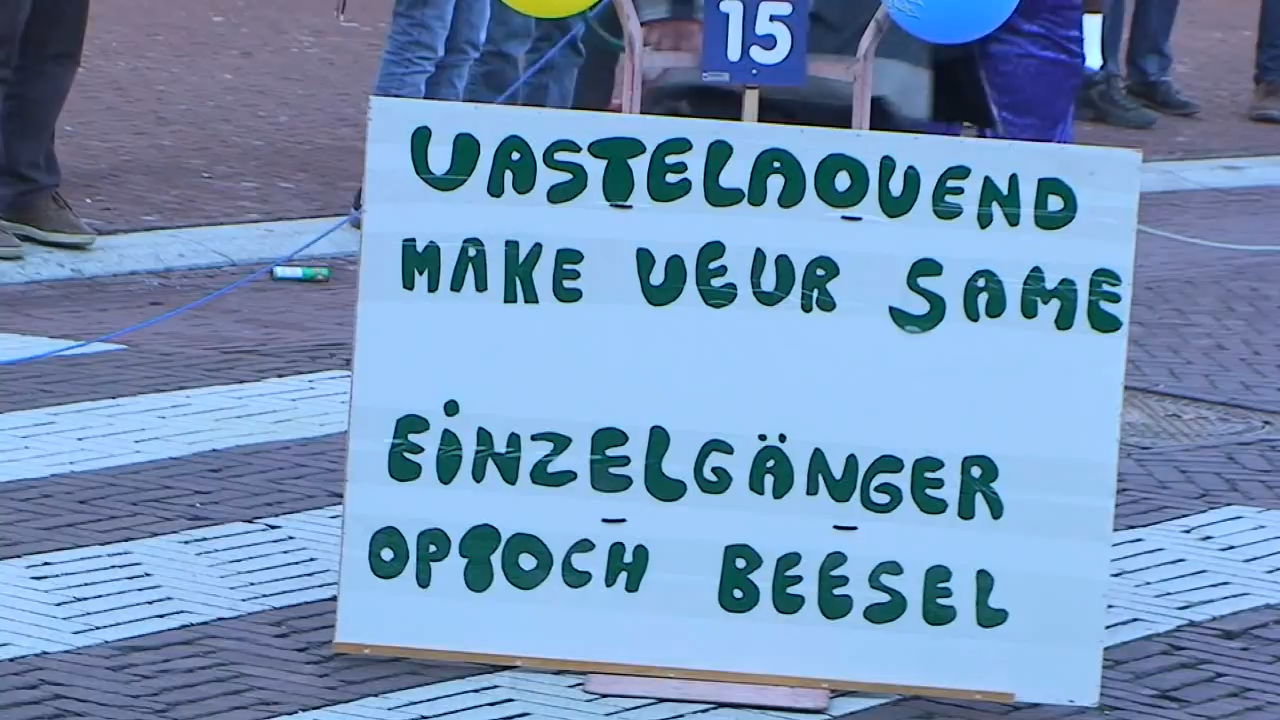 15
VASTELAOVEND
MAKE VEUR SAME
EiNZELGÄNGER
OPTOCH BEESEL